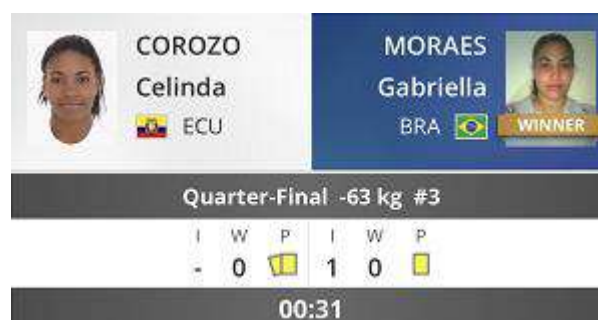 COROZO
Celinda
ECU
MORAES
Gabriella
BRA
WINNER
Quarter-Final -63 kg #3
I W P I W P
- 0 1 0
00:31